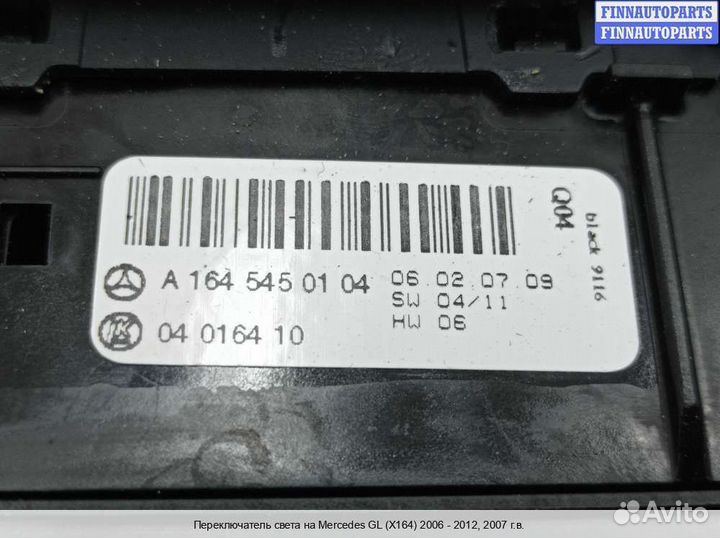 FINNAUTOPARTS
FINNAUTOPARTS
Q04
black 9116
A 164 545 01 04
06.02.07.09
SW 04/11
HW 06
K
04 0164 10
Avito
Переключатель света на Mercedes GL (X164) 2006 - 2012, 2007 г.в.